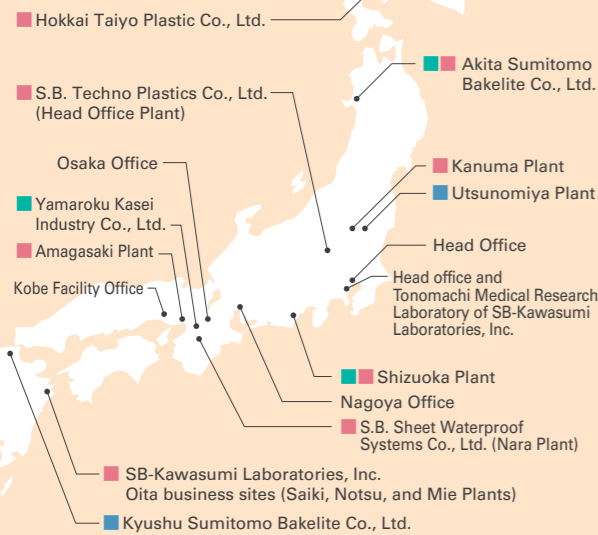 Hokkai Taiyo Plastic Co., Ltd.
Akita Sumitomo
Bakelite Co., Ltd.
S.B. Techno Plastics Co., Ltd.
(Head Office Plant)
Osaka Office
Kanuma Plant
Yamaroku Kasei
Industry Co., Ltd.
Utsunomiya Plant
Amagasaki Plant
Head Office
Kobe Facility Office
Head office and
Tonomachi Medical Research
Laboratory of SB-Kawasumi
Laboratories, Inc.
Shizuoka Plant
Nagoya Office
S.B. Sheet Waterproof
Systems Co., Ltd. (Nara Plant)
SB-Kawasumi Laboratories, Inc.
Oita business sites (Saiki, Notsu, and Mie Plants)
Kyushu Sumitomo Bakelite Co., Ltd.